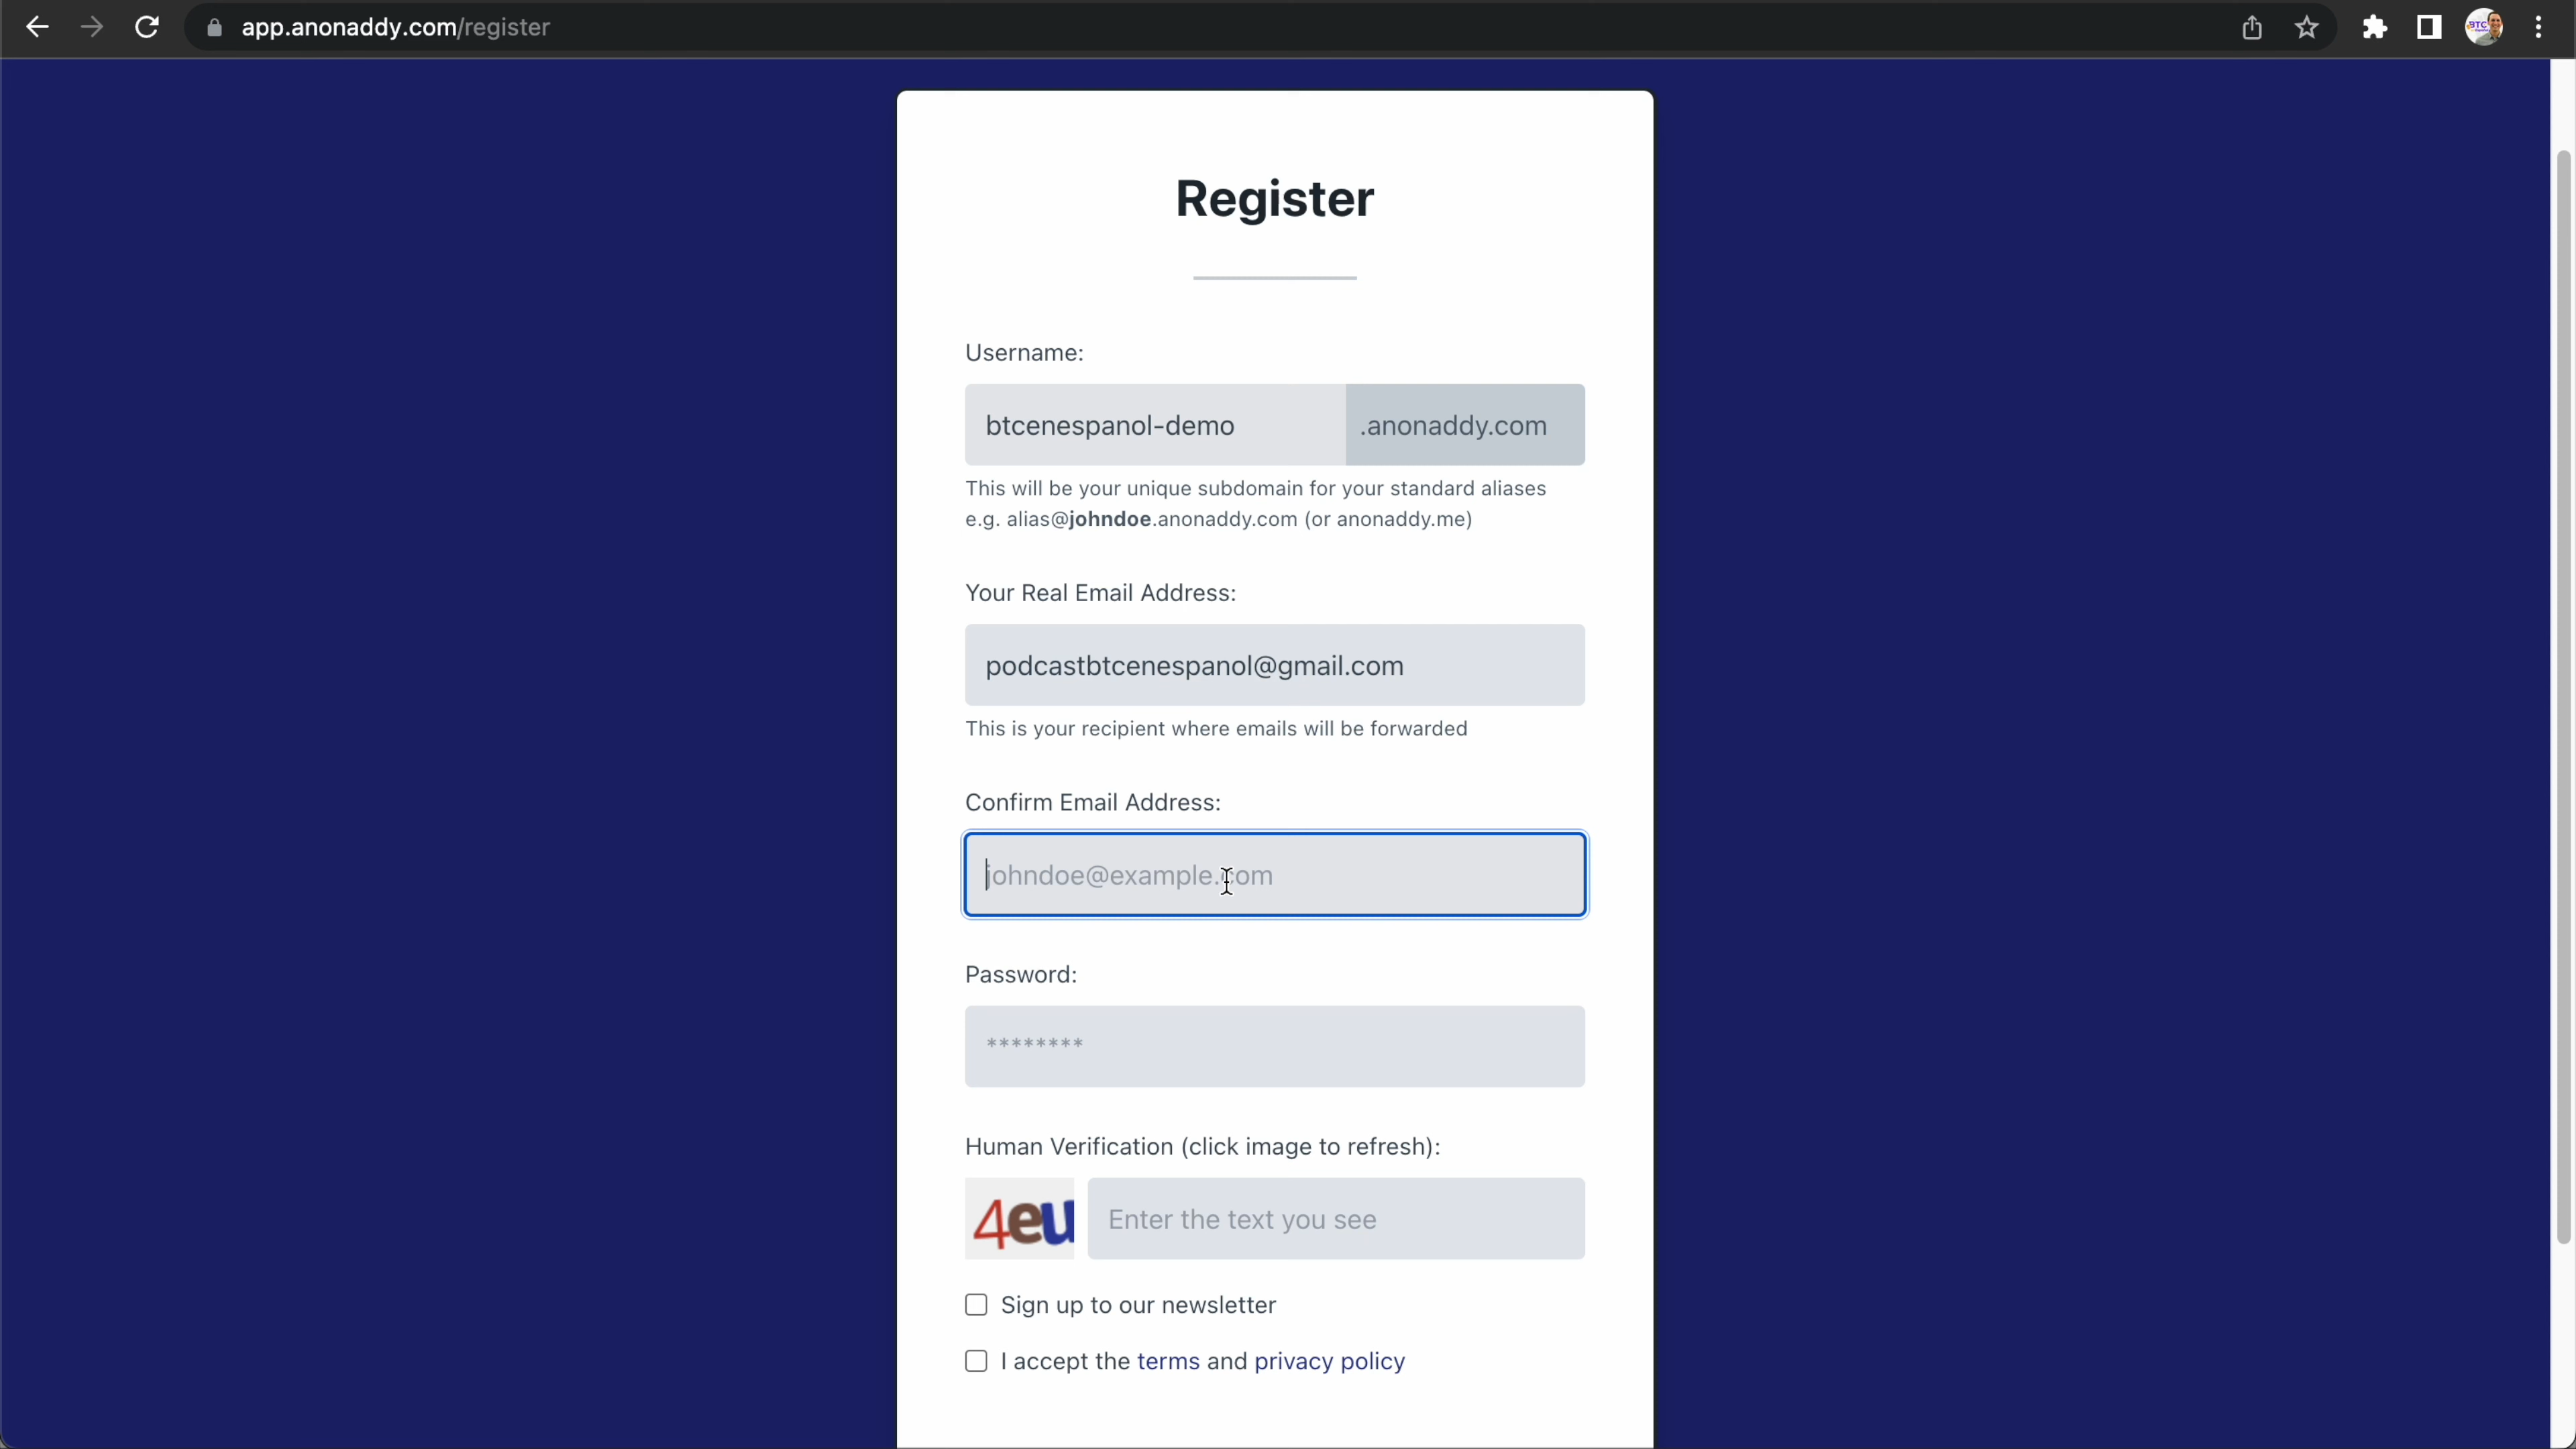 app.anonaddy.com/register
Register
Username:
btcenespanol-demo .anonaddy.com
This will be your unique subdomain for your standard aliases
e.g. alias@johndoe.anonaddy.com (or anonaddy.me)
Your Real Email Address:
podcastbtcenespanol@gmail.com
This is your recipient where emails will be forwarded
Confirm Email Address:
johndoe@example.com
Password:
********
Human Verification (click image to refresh):
4eu Enter the text you see
Sign up to our newsletter
I accept the terms and privacy policy